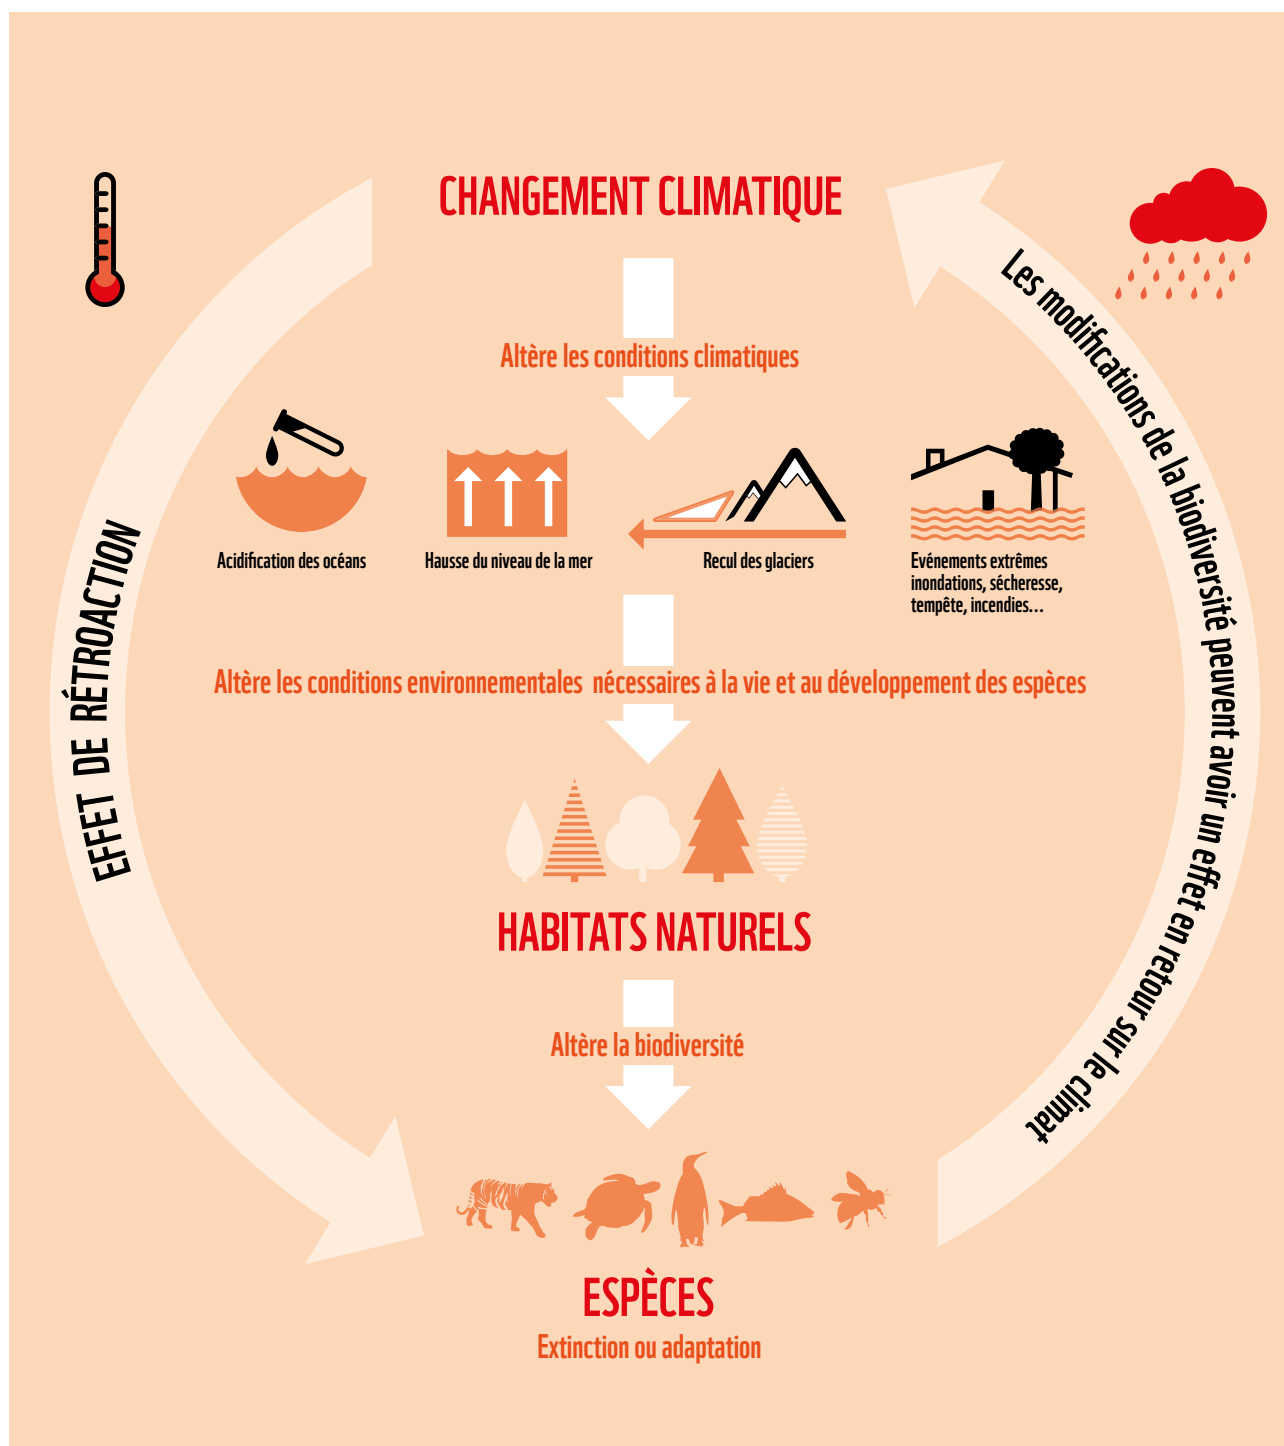 CHANGEMENT CLIMATIQUE
Altère les conditions climatiques
Acidification des océans
Hausse du niveau de la mer
Recul des glaciers
Evénements extrêmes
inondations, sécheresse,
tempête, incendies...
Altère les conditions environnementales nécessaires à la vie et au développement des espèces
HABITATS NATURELS
Altère la biodiversité
ESPÈCES
Extinction ou adaptation
EFFET DE RÉTROACTION
Les modifications de la biodiversité peuvent avoir un effet en retour sur le climat